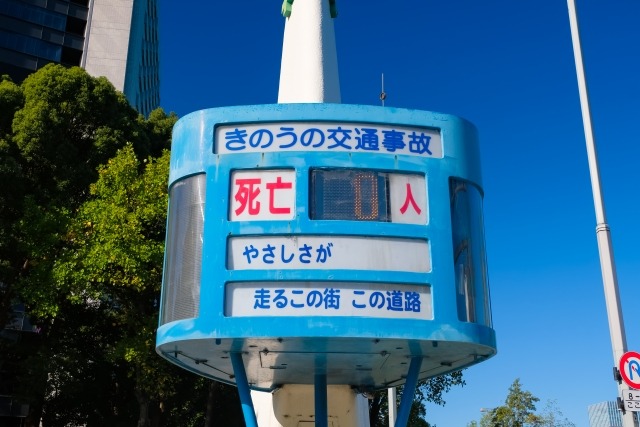 きのうの交通事故
死亡 0 人
やさしさが
走るこの街 この道路